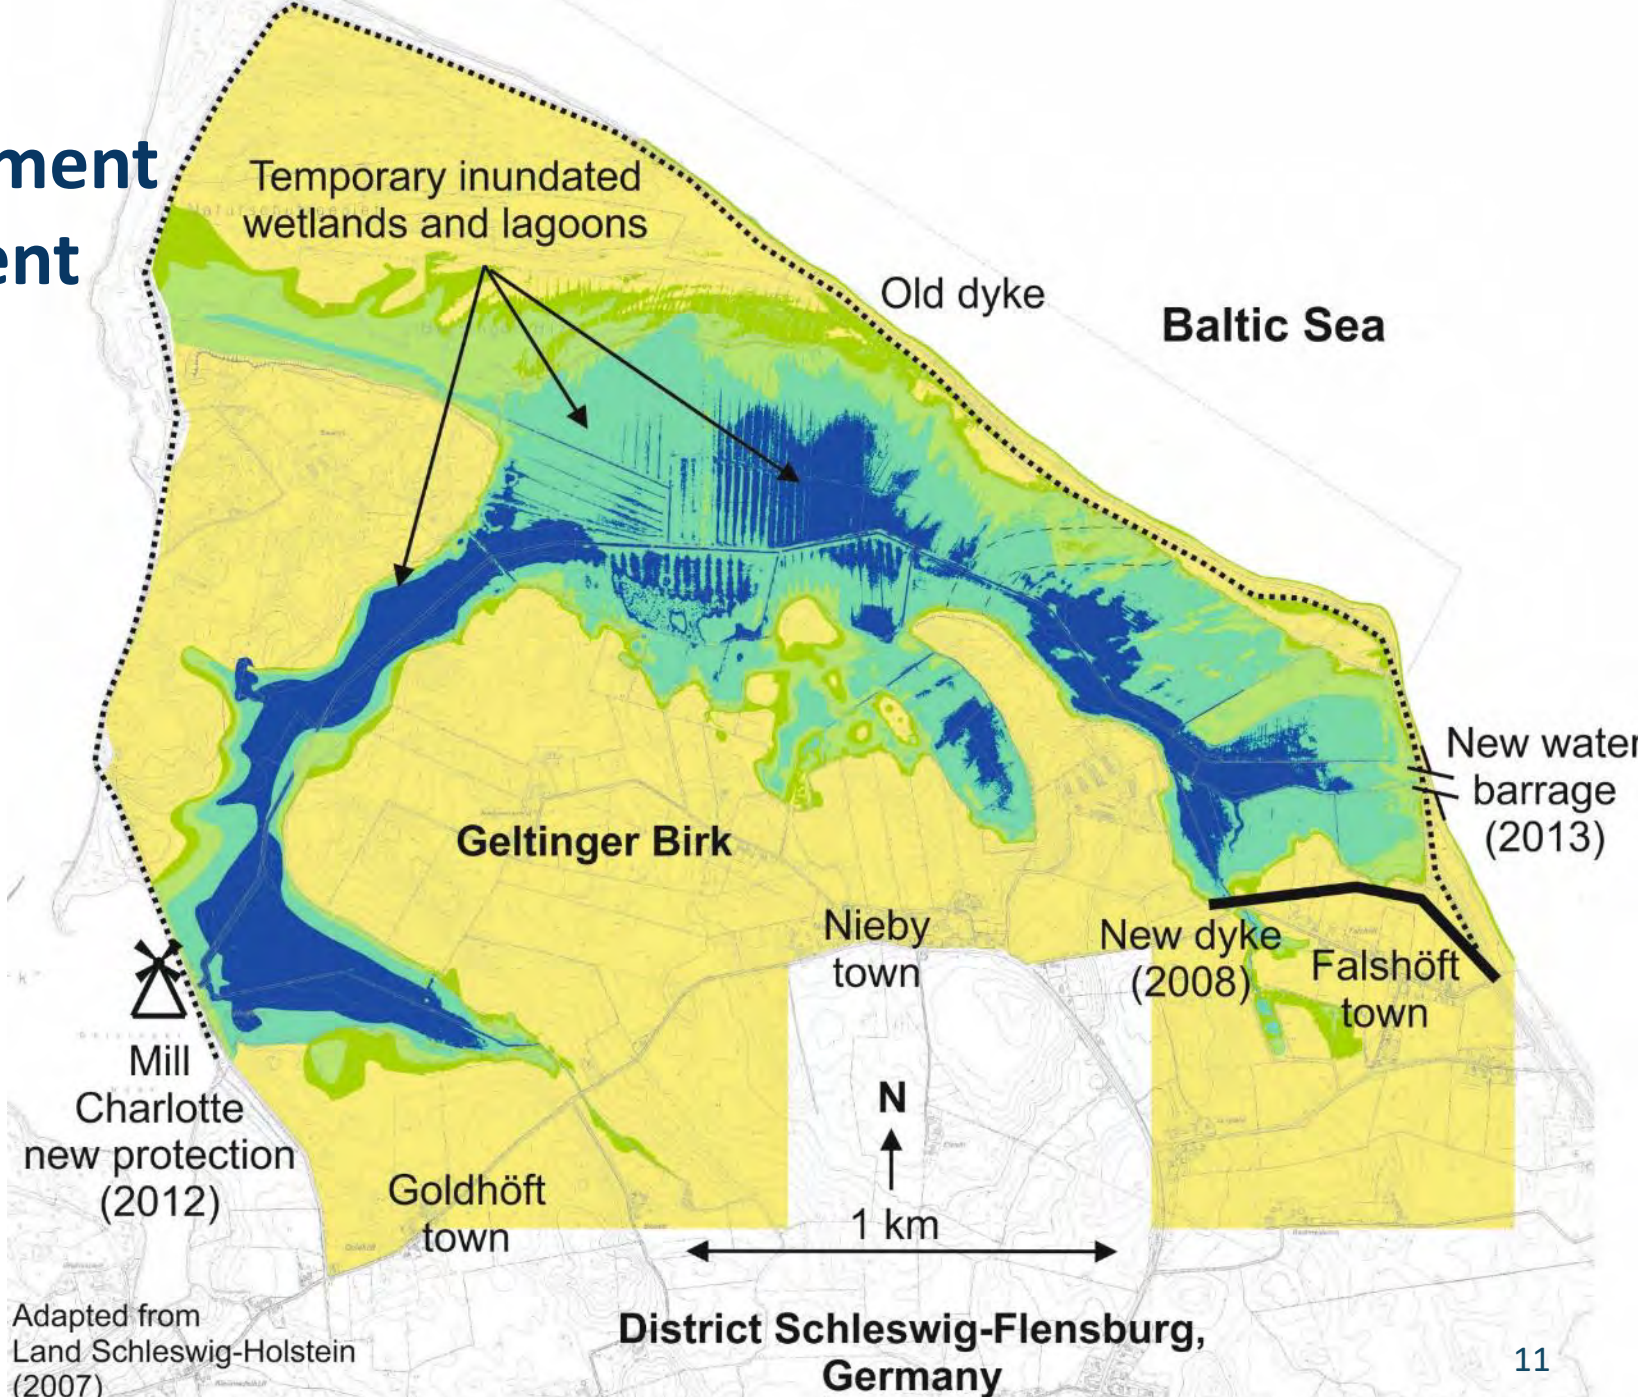 ment
ent
Temporary inundated
wetlands and lagoons
Old dyke
Baltic Sea
New water
barrage
(2013)
Geltinger Birk
Nieby
town
New dyke
(2008)
Falshöft
town
Mill
Charlotte
new protection
(2012)
N
1 km
Goldhöft
town
Adapted from
Land Schleswig-Holstein
(2007)
District Schleswig-Flensburg,
Germany
11